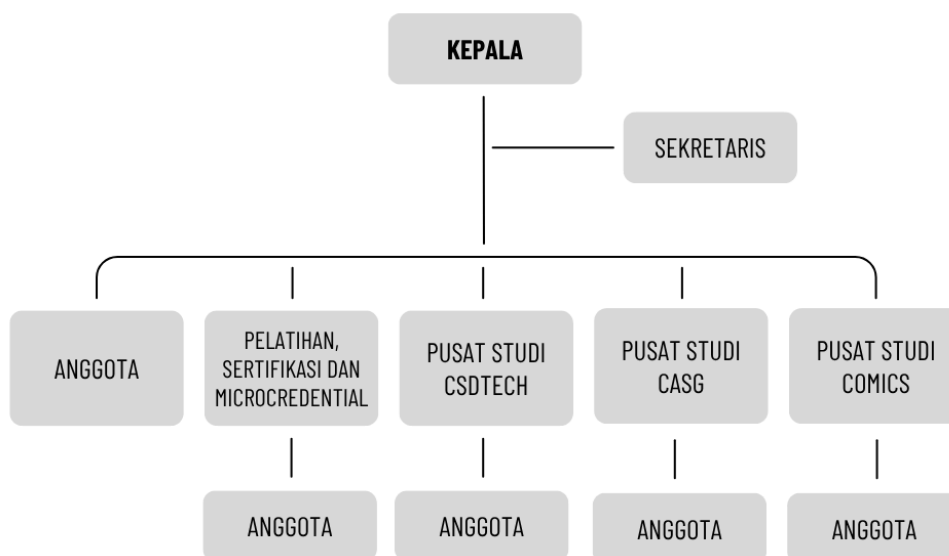 KEPALA
SEKRETARIS
ANGGOTA
PELATIHAN,
SERTIFIKASI DAN
MICROCREDENTIAL
PUSAT STUDI
CSDTECH
PUSAT STUDI
CASG
PUSAT STUDI
COMICS
ANGGOTA
ANGGOTA
ANGGOTA
ANGGOTA